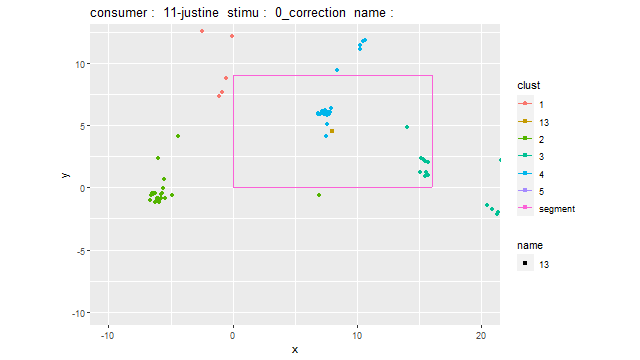 consumer : 11-justine stimu : 0_correction name :
10
5
0
-5
-10
y
-10
0
10
20
x
clust
1
13
2
3
4
5
segment
name
13